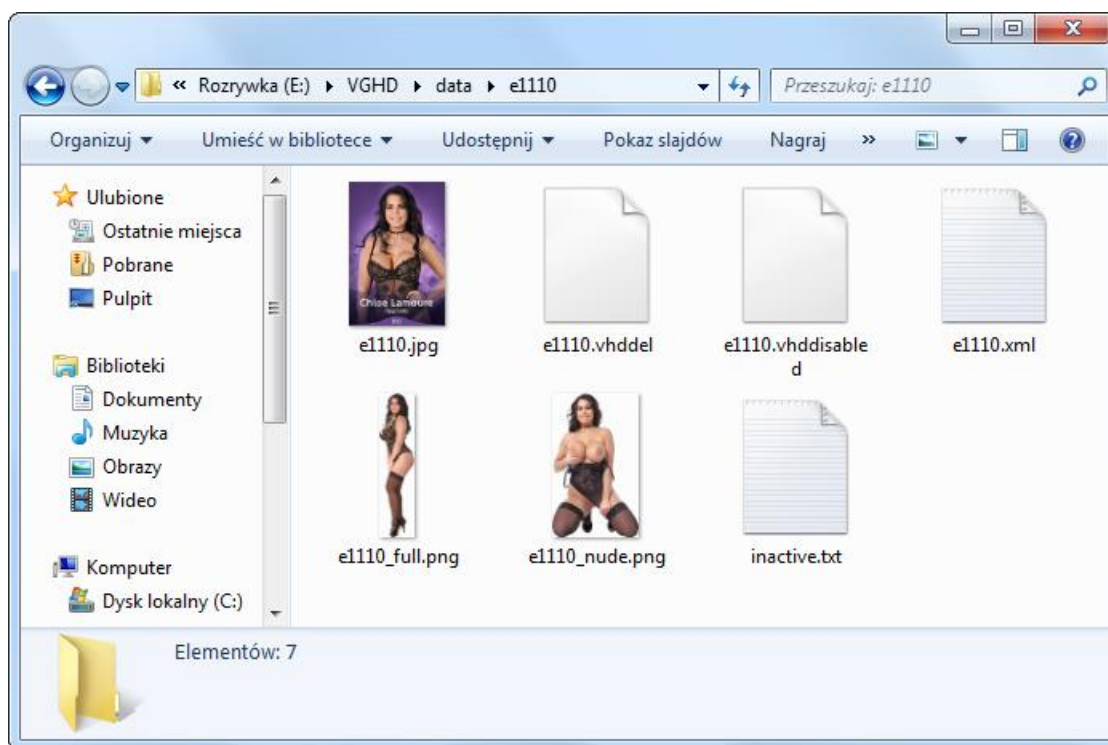 « Rozrywka (E:) ▸ VGHD ▸ data ▸ e1110
Przeszukaj: e1110
Organizuj Umieść w bibliotece Udostępnij Pokaz slajdów Nagraj »
Ulubione
Ostatnie miejsca
Pobrane
Pulpit
Biblioteki
Dokumenty
Muzyka
Obrazy
Wideo
Komputer
Dysk lokalny (C:)
Chloe Lamoure
e1110.jpg
e1110.vhddel
e1110.vhddisable
d
e1110.xml
e1110_full.png
e1110_nude.png
inactive.txt
Elementów: 7